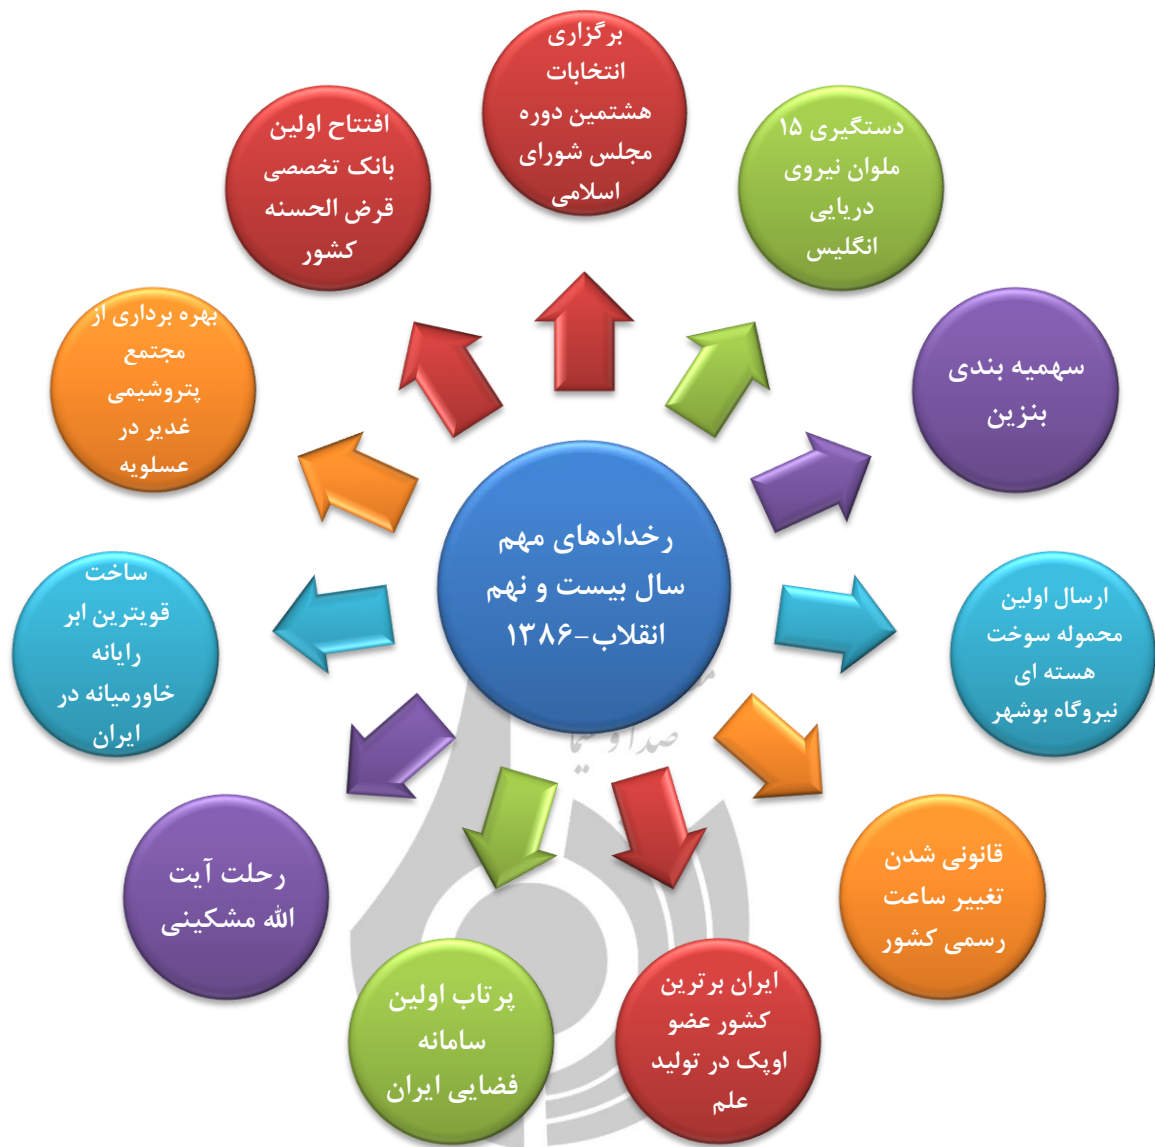 رخدادهای مهم
سال بیست و نهم
انقلاب-۱۳۸۶
برگزاری
انتخابات
هشتمین دوره
مجلس شورای
اسلامی
دستگیری ۱۵
ملوان نیروی
دریایی
انگلیس
سهمیه بندی
بنزین
ارسال اولین
محموله سوخت
هسته ای
نیروگاه بوشهر
قانونی شدن
تغییر ساعت
رسمی کشور
ایران برترین
کشور عضو
اوپک در تولید
علم
پرتاب اولین
سامانه
فضایی ایران
رحلت آیت
الله مشکینی
ساخت
قویترین ابر
رایانه
خاورمیانه در
ایران
بهره برداری از
مجتمع
پتروشیمی
غدیر در
عسلویه
افتتاح اولین
بانک تخصصی
قرض الحسنه
کشور
صدا و سیما